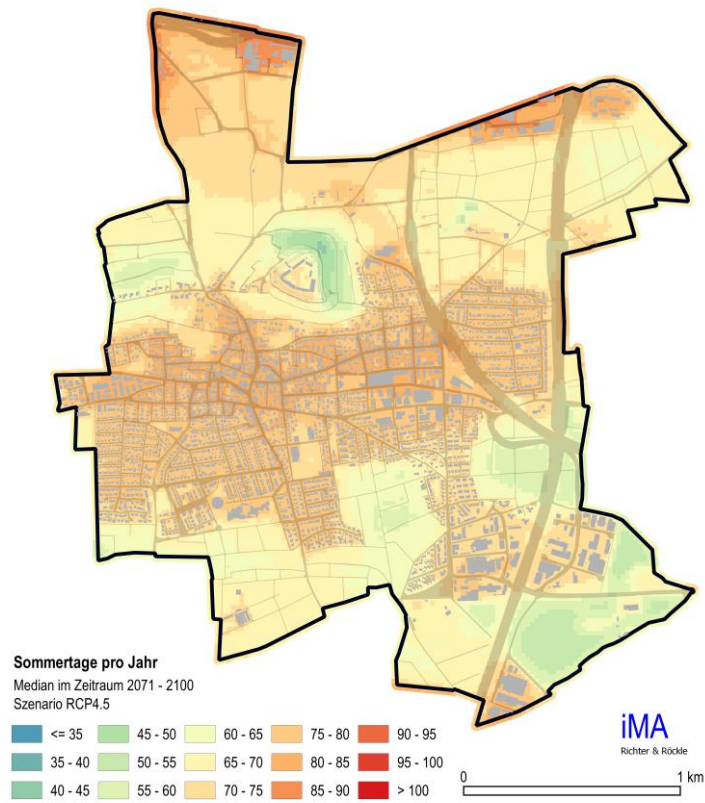 Sommertage pro Jahr
Median im Zeitraum 2071 - 2100
Szenario RCP4.5
<= 35 45 - 50 60 - 65 75 - 80 90 - 95
35 - 40 50 - 55 65 - 70 80 - 85 95 - 100
40 - 45 55 - 60 70 - 75 85 - 90 > 100
iMA
Richter & Röckle
0 1 km